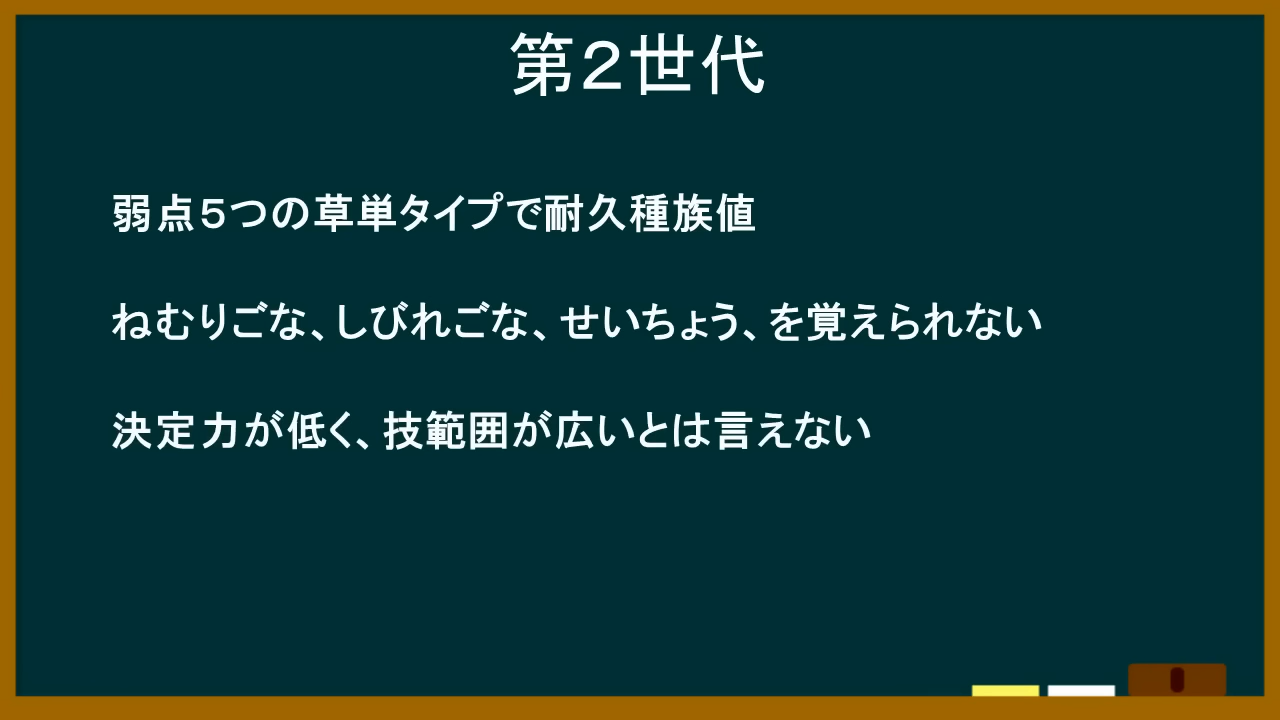 第２世代
弱点５つの草単タイプで耐久種族値
ねむりごな、しびれごな、せいちょう、を覚えられない
決定力が低く、技範囲が広いとは言えない